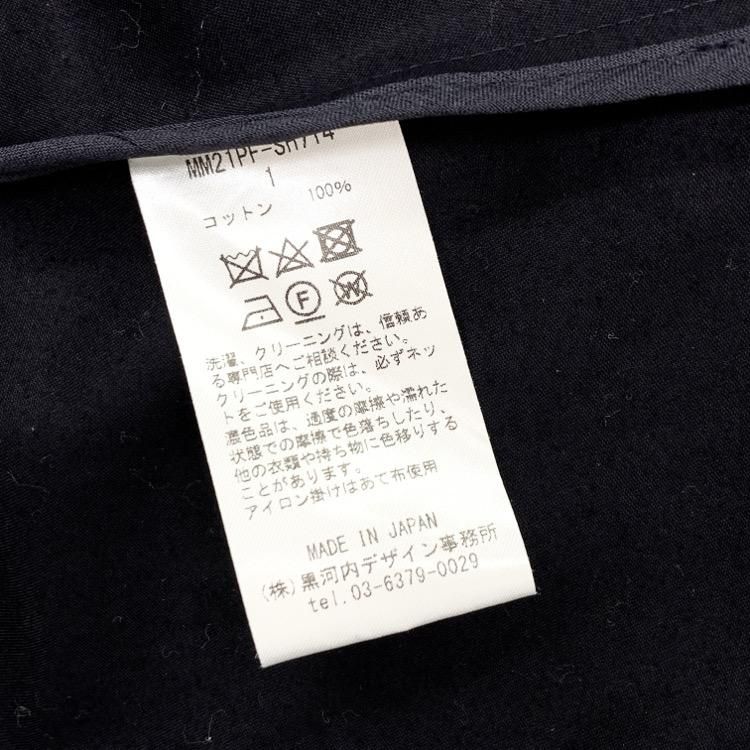 MM21PF-SH714
1
コットン 100%
F
W
洗濯、クリーニングは、信頼あ
る専門店へご相談ください。
クリーニングの際は、必ずネッ
トをご使用ください。
濃色品は、過度の摩擦や濡れた
状態での摩擦で色落ちしたり、
他の衣類や持ち物に色移りする
ことがあります。
アイロン掛けはあて布使用
MADE IN JAPAN
(株)黒河内デザイン事務所
tel.03-6379-0029